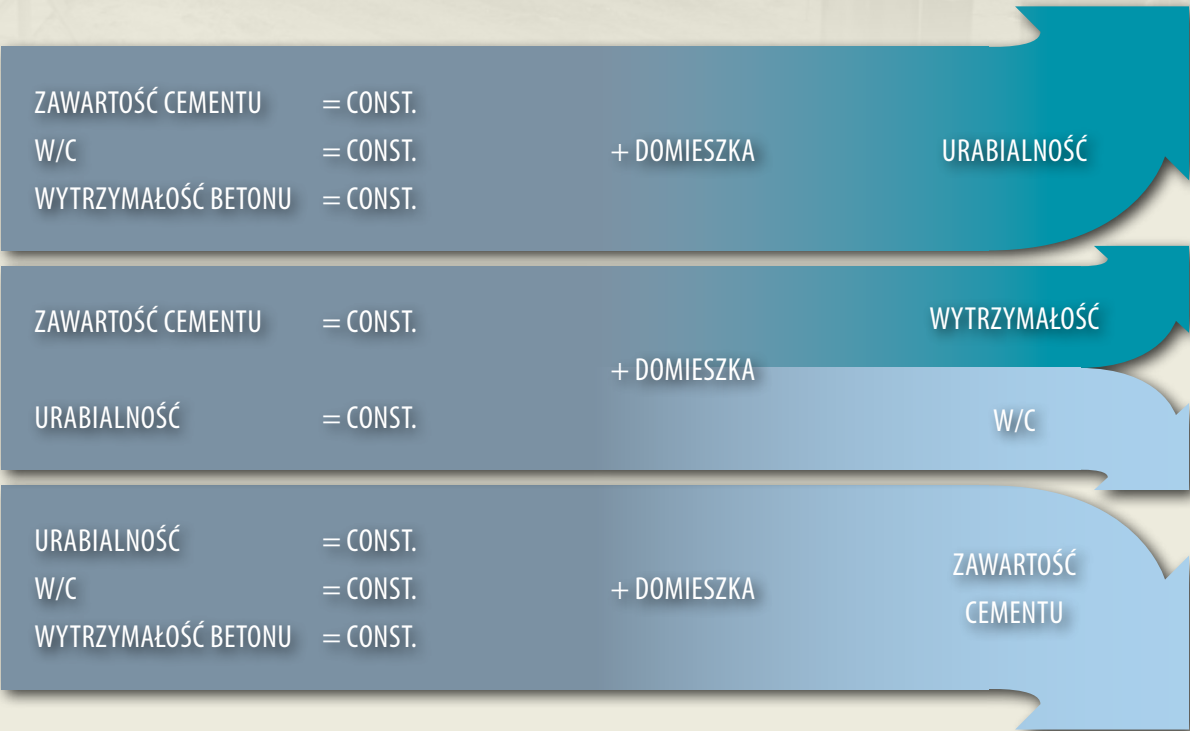 ZAWARTOŚĆ CEMENTU = CONST.
W/C = CONST. + DOMIESZKA URABIALNOŚĆ
WYTRZYMAŁOŚĆ BETONU = CONST.
ZAWARTOŚĆ CEMENTU = CONST. WYTRZYMAŁOŚĆ
+ DOMIESZKA
URABIALNOŚĆ = CONST. W/C
URABIALNOŚĆ = CONST.
W/C = CONST. + DOMIESZKA ZAWARTOŚĆ
CEMENTU
WYTRZYMAŁOŚĆ BETONU = CONST.